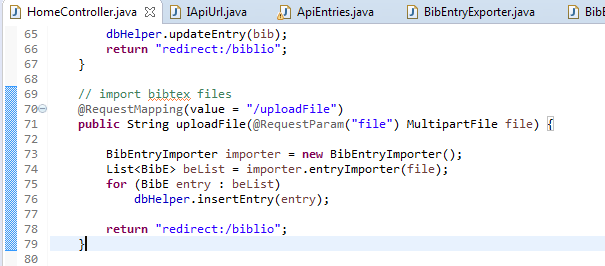 HomeController.java IApiUrl.java ApiEntries.java BibEntryExporter.java BibE
65 dbHelper.updateEntry(bib);
66 return "redirect:/biblio";
67 }
68
69 // import bibtex files
70 @RequestMapping(value = "/uploadFile")
71 public String uploadFile(@RequestParam("file") MultipartFile file) {
72
73 BibEntryImporter importer = new BibEntryImporter();
74 List<BibE> beList = importer.entryImporter(file);
75 for (BibE entry : beList)
76 dbHelper.insertEntry(entry);
77
78 return "redirect:/biblio";
79 }
80